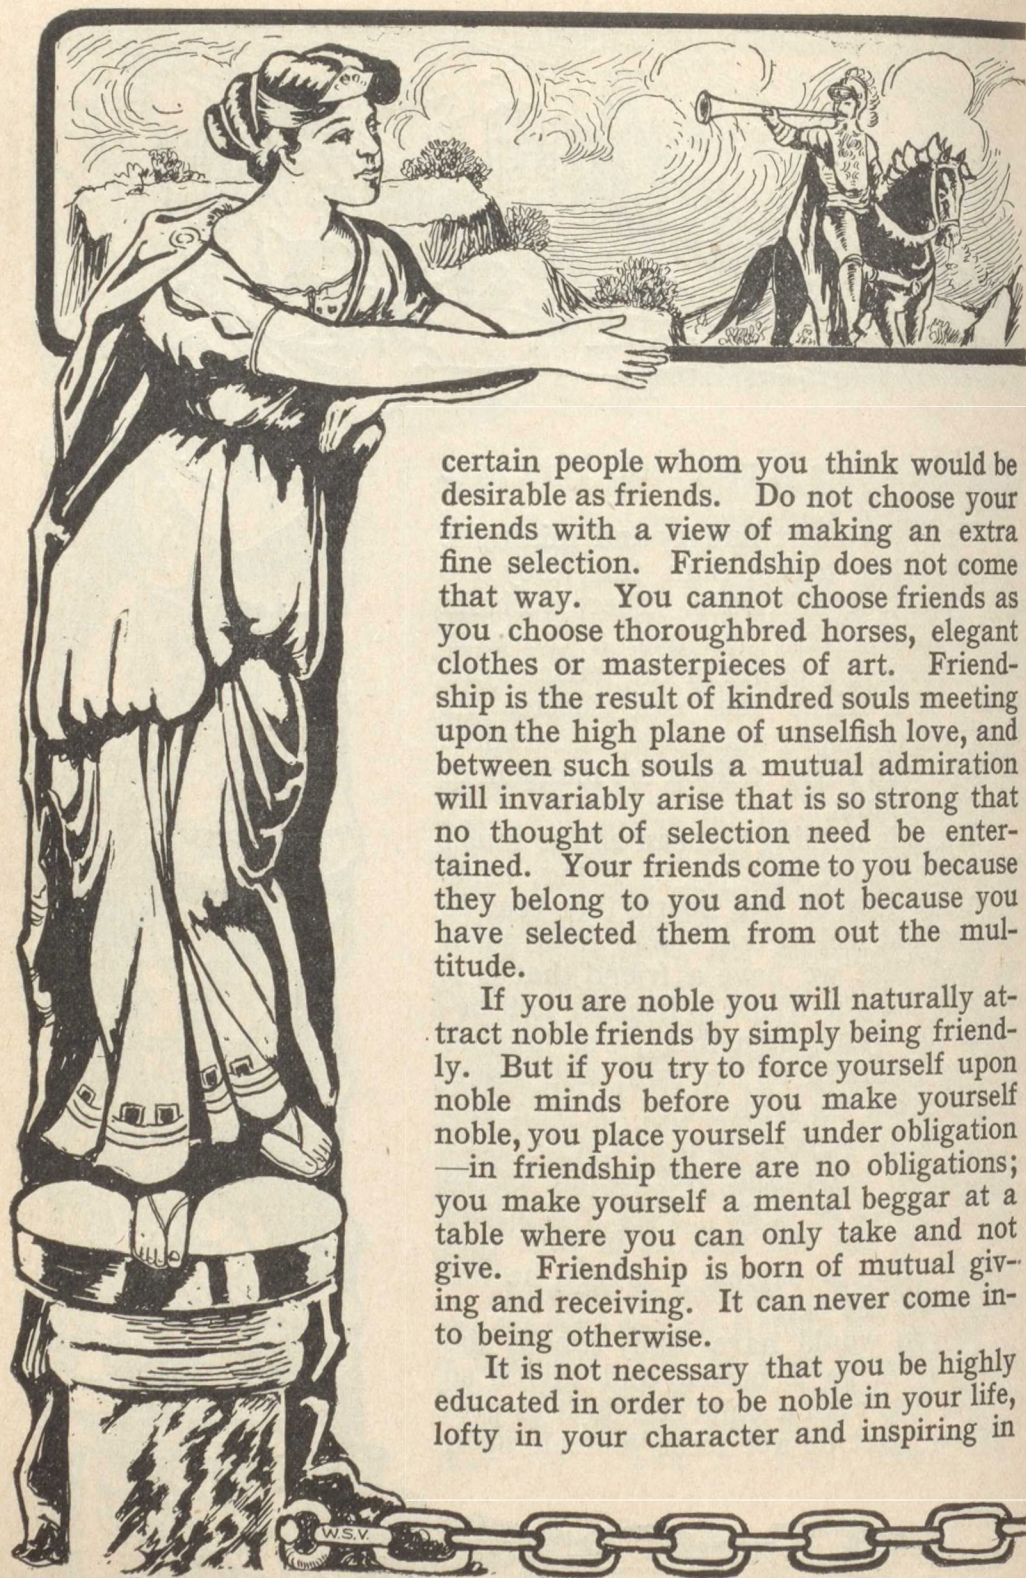 certain people whom you think would be
desirable as friends. Do not choose your
friends with a view of making an extra
fine selection. Friendship does not come
that way. You cannot choose friends as
you choose thoroughbred horses, elegant
clothes or masterpieces of art. Friend-
ship is the result of kindred souls meeting
upon the high plane of unselfish love, and
between such souls a mutual admiration
will invariably arise that is so strong that
no thought of selection need be enter-
tained. Your friends come to you because
they belong to you and not because you
have selected them from out the mul-
titude.
If you are noble you will naturally at-
tract noble friends by simply being friend-
ly. But if you try to force yourself upon
noble minds before you make yourself
noble, you place yourself under obligation
—in friendship there are no obligations;
you make yourself a mental beggar at a
table where you can only take and not
give. Friendship is born of mutual giv-
ing and receiving. It can never come in-
to being otherwise.
It is not necessary that you be highly
educated in order to be noble in your life,
lofty in your character and inspiring in
W.S.V.